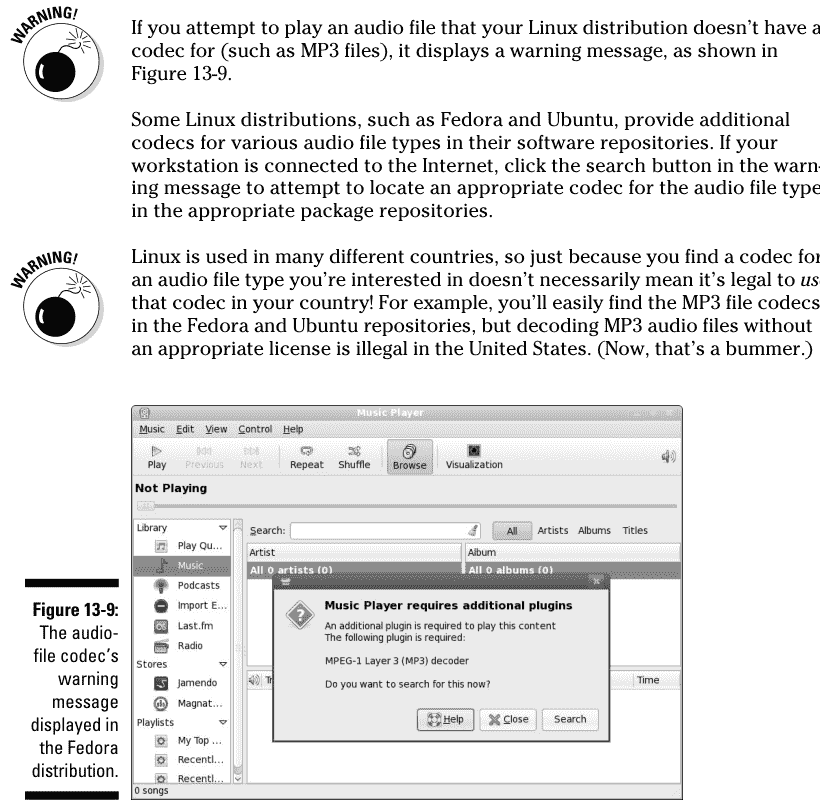 WARNING!
If you attempt to play an audio file that your Linux distribution doesn't have a
codec for (such as MP3 files), it displays a warning message, as shown in
Figure 13-9.
Some Linux distributions, such as Fedora and Ubuntu, provide additional
codecs for various audio file types in their software repositories. If your
workstation is connected to the Internet, click the search button in the warn-
ing message to attempt to locate an appropriate codec for the audio file type
in the appropriate package repositories.
WARNING!
Linux is used in many different countries, so just because you find a codec for
an audio file type you're interested in doesn't necessarily mean it's legal to us
that codec in your country! For example, you'll easily find the MP3 file codecs
in the Fedora and Ubuntu repositories, but decoding MP3 audio files without
an appropriate license is illegal in the United States. (Now, that's a bummer.)
Music Player
Music Edit View Control Help
Play Previous Next Repeat Shuffle Browse Visualization
Not Playing
Library
Play Qu...
Music
Podcasts
Import E...
Last.fm
Radio
Stores
Jamendo
Magnat...
Playlists
My Top ...
Recentl...
Recentl...
0 songs
Search: All Artists Albums Titles
Artist Album
All 0 artists (0) All 0 albums (0)
Time
Music Player requires additional plugins
An additional plugin is required to play this content
The following plugin is required:
MPEG-1 Layer 3 (MP3) decoder
Do you want to search for this now?
Help Close Search
Figure 13-9:
The audio-
file codec's
warning
message
displayed in
the Fedora
distribution.